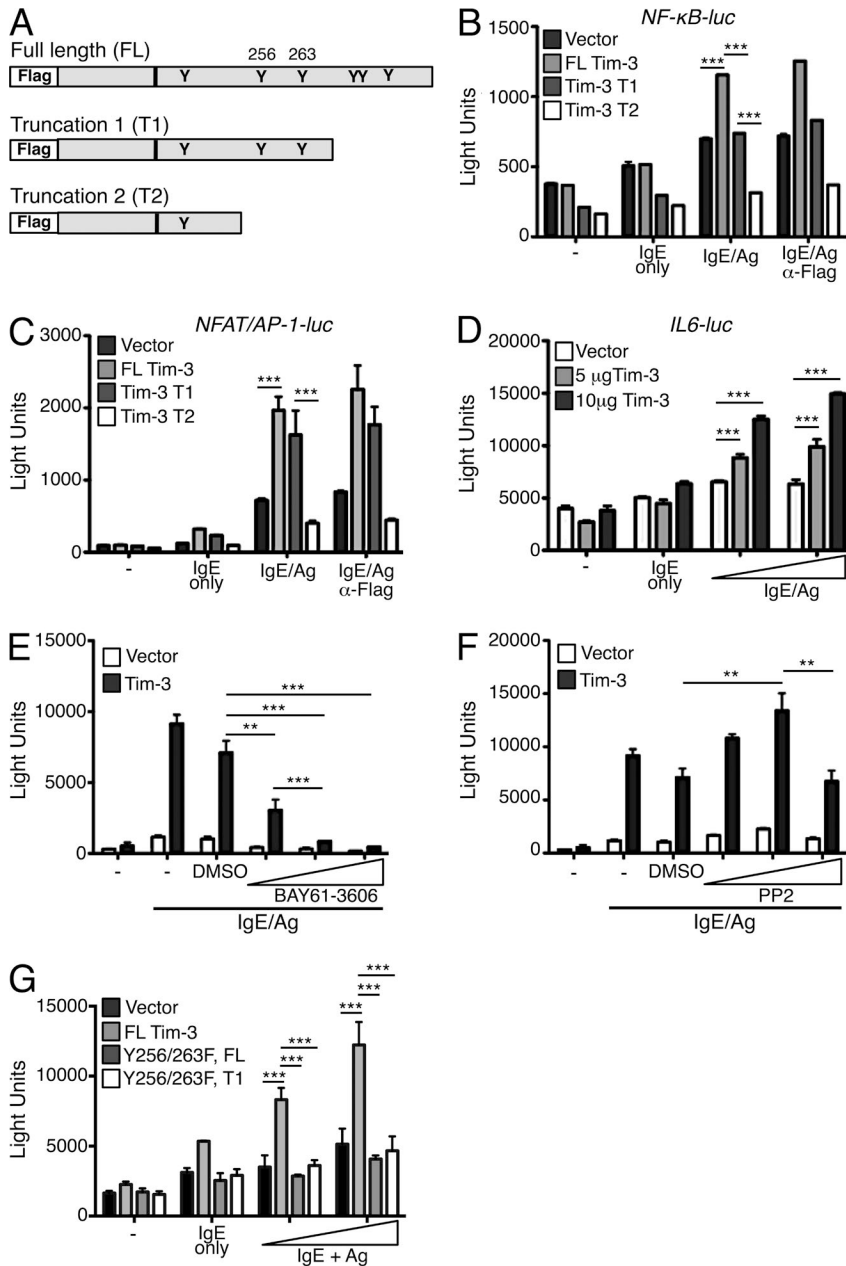 A
Full length (FL)
256 263
Flag Y Y Y YY Y
Truncation 1 (T1)
Flag Y Y Y
Truncation 2 (T2)
Flag Y
B
NF-κB-luc
Vector
FL Tim-3
Tim-3 T1
Tim-3 T2
Light Units
1500
1000
500
0
*** ***
***
- IgE only IgE/Ag IgE/Ag α-Flag
C
NFAT/AP-1-luc
Vector
FL Tim-3
Tim-3 T1
Tim-3 T2
Light Units
3000
2000
1000
0
*** ***
- IgE only IgE/Ag IgE/Ag α-Flag
D
IL6-luc
Vector
5 μgTim-3
10μg Tim-3
Light Units
20000
15000
10000
5000
0
*** ***
*** ***
- IgE only IgE/Ag
E
Vector
Tim-3
Light Units
15000
10000
5000
0
***
***
**
***
- - DMSO BAY61-3606
IgE/Ag
F
Vector
Tim-3
Light Units
20000
15000
10000
5000
0
** **
- - DMSO PP2
IgE/Ag
G
Vector
FL Tim-3
Y256/263F, FL
Y256/263F, T1
Light Units
15000
10000
5000
0
*** *** ***
*** *** ***
- IgE only IgE + Ag